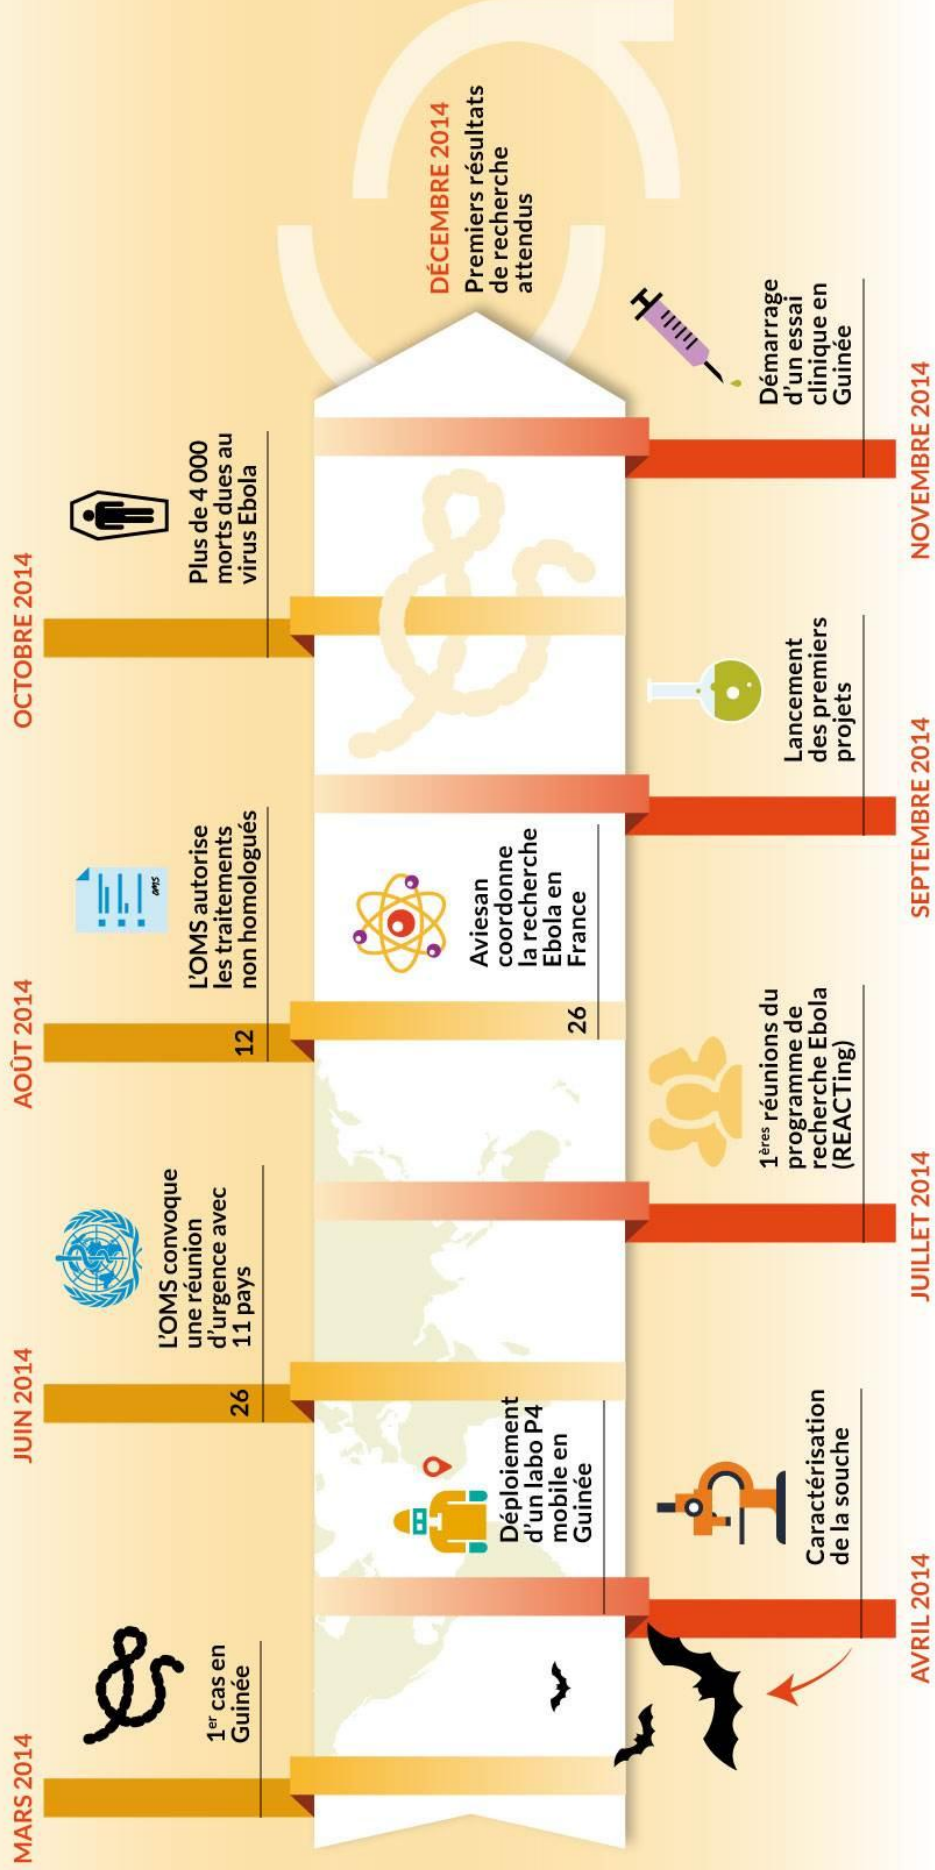 MARS 2014
1er cas en
Guinée
AVRIL 2014
Déploiement
d'un labo P4
mobile en
Guinée
Caractérisation
de la souche
JUIN 2014
26
L'OMS convoque
une réunion
d'urgence avec
11 pays
JUILLET 2014
1ères réunions du
programme de
recherche Ebola
(REACTing)
AOÛT 2014
12
L'OMS autorise
les traitements
non homologués
OMS
26
Aviesan
coordonne
la recherche
Ebola en
France
SEPTEMBRE 2014
Lancement
des premiers
projets
OCTOBRE 2014
Plus de 4 000
morts dues au
virus Ebola
NOVEMBRE 2014
Démarrage
d'un essai
clinique en
Guinée
DÉCEMBRE 2014
Premiers résultats
de recherche
attendus